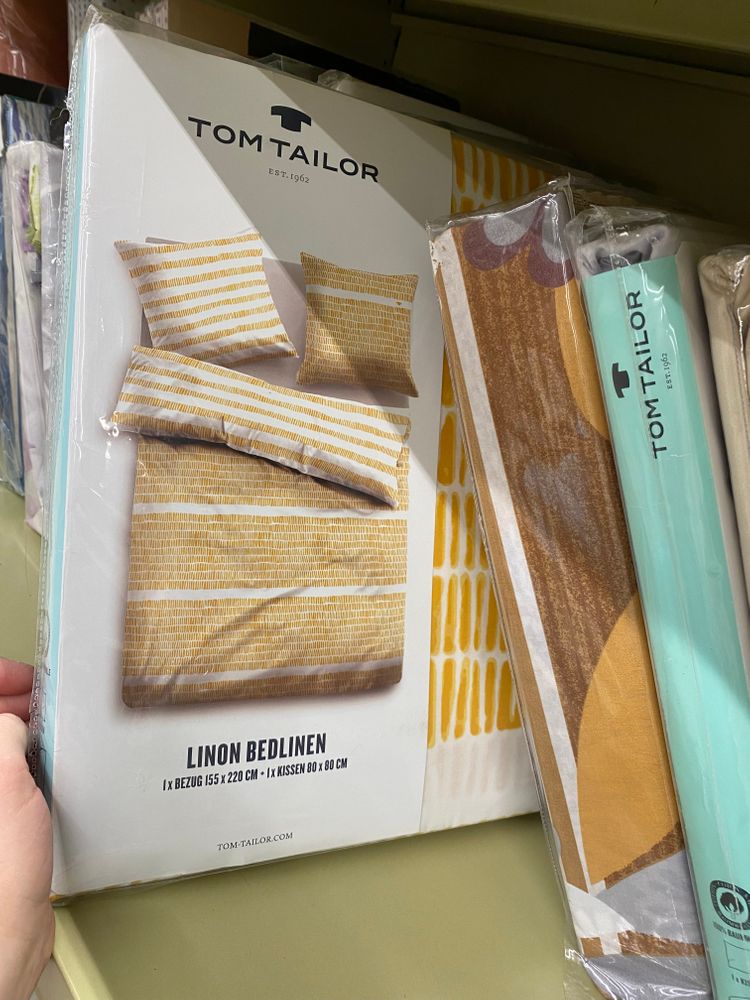 TOM TAILOR
EST. 1962
LINON BEDLINEN
1 x BEZUG 155 x 220 CM + 1 x KISSEN 80 x 80 CM
TOM-TAILOR.COM
TOM TAILOR
EST. 1962